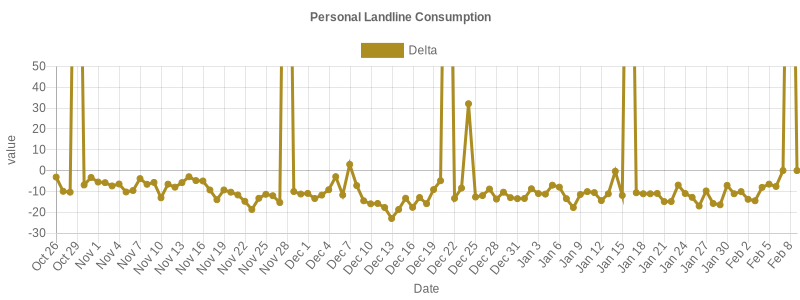 Personal Landline Consumption
Delta
value
50
40
30
20
10
0
-10
-20
-30
Oct 26
Oct 29
Nov 1
Nov 4
Nov 7
Nov 10
Nov 13
Nov 16
Nov 19
Nov 22
Nov 25
Nov 28
Dec 1
Dec 4
Dec 7
Dec 10
Dec 13
Dec 16
Dec 19
Dec 22
Dec 25
Dec 28
Dec 31
Jan 3
Jan 6
Jan 9
Jan 12
Jan 15
Jan 18
Jan 21
Jan 24
Jan 27
Jan 30
Feb 2
Feb 5
Feb 8
Date